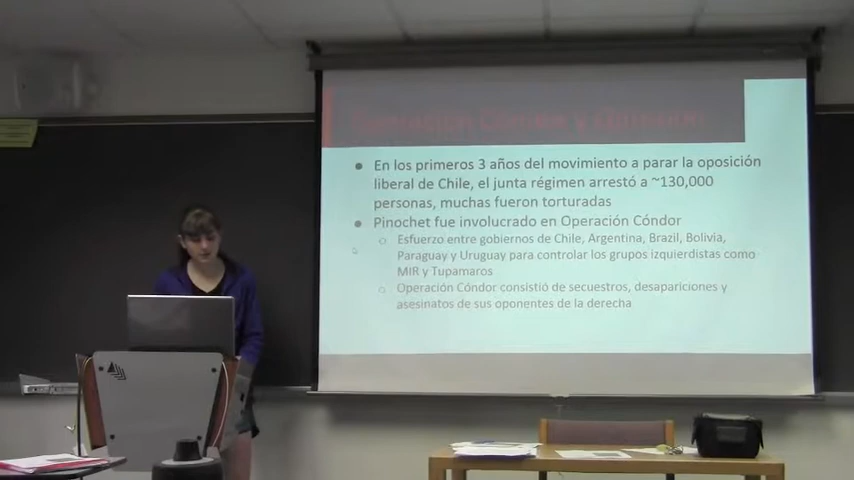 Operación Cóndor y
En los primeros 3 años del movimiento a parar la oposición
liberal de Chile, el junta régimen arrestó a ~130,000
personas, muchas fueron torturadas
Pinochet fue involucrado en Operación Cóndor
Esfuerzo entre gobiernos de Chile, Argentina, Brazil, Bolivia,
Paraguay y Uruguay para controlar los grupos izquierdistas como
MIR y Tupamaros
Operación Cóndor consistió de secuestros, desapariciones y
asesinatos de sus oponentes de la derecha